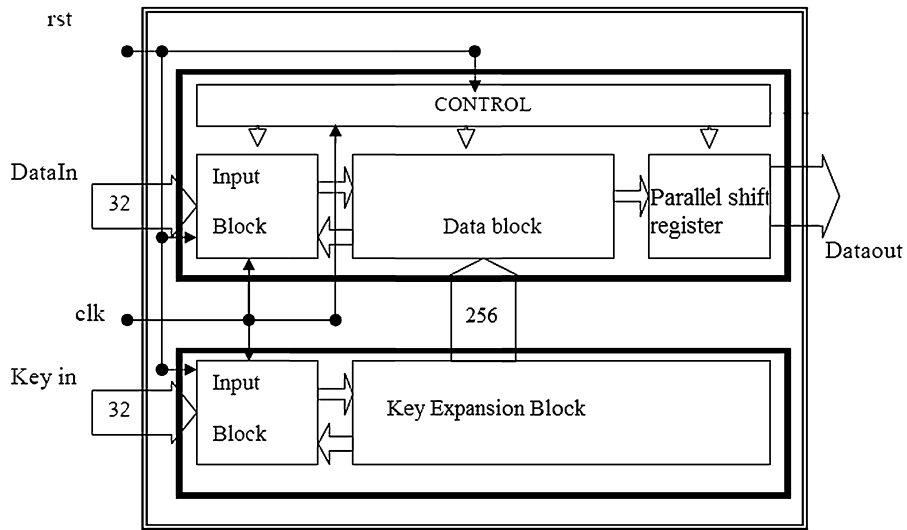 rst
CONTROL
DataIn
32
Input
Block
Data block
Parallel shift
register
Dataout
clk
256
Key in
32
Input
Block
Key Expansion Block